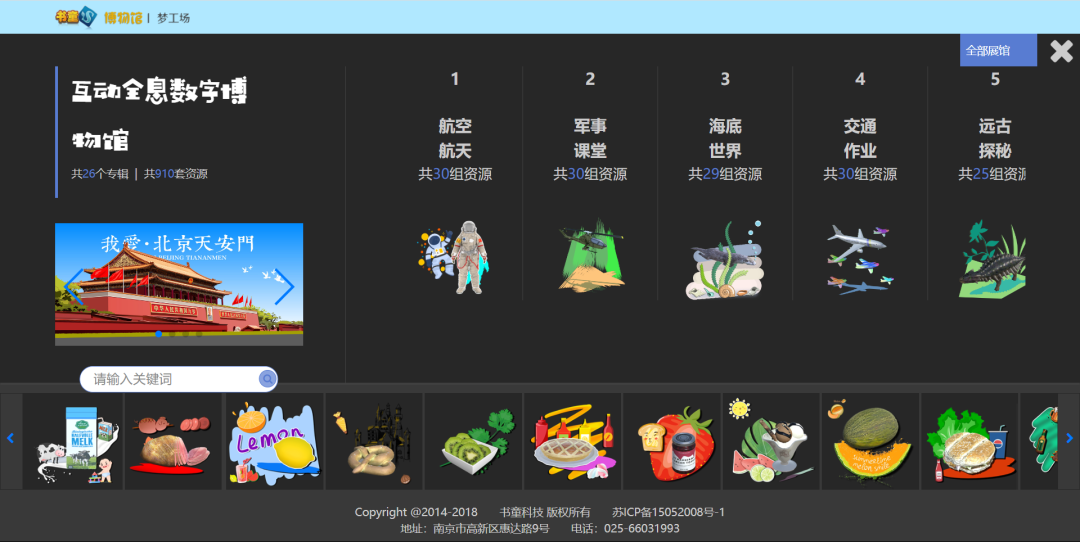 书童 博物馆 | 梦工场
全部展馆
互动全息数字博
物馆
共26个专辑 | 共910套资源
我爱·北京天安門
BEIJING TIANANMEN
请输入关键词
1
航空
航天
共30组资源
2
军事
课堂
共30组资源
3
海底
世界
共29组资源
4
交通
作业
共30组资源
5
远古
探秘
共25组资源
MELK
Lemon
Copyright @2014-2018 书童科技 版权所有 苏ICP备15052008号-1
地址：南京市高新区惠达路9号 电话：025-66031993